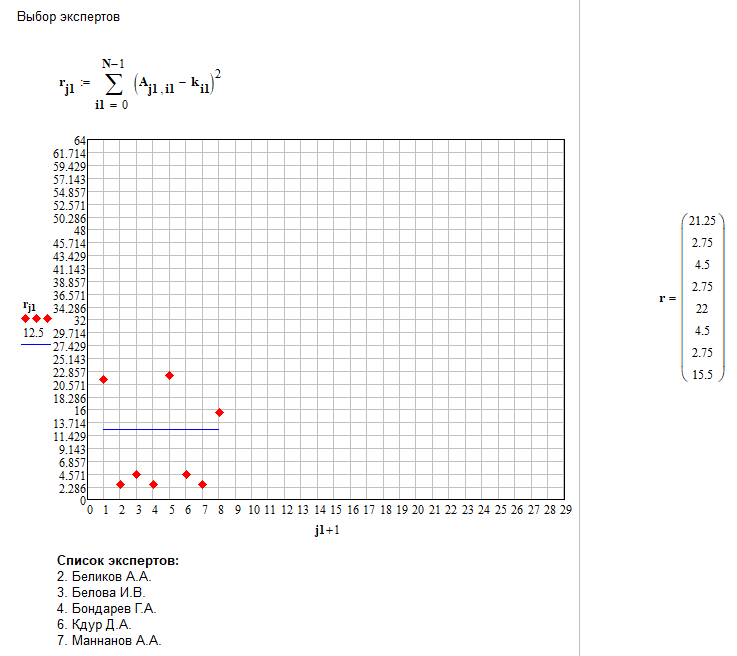 Выбор экспертов
N−1
r j1 := ∑ (A j1, i1 − k i1)²
i1 = 0
64
61.714
59.429
57.143
54.857
52.571
50.286
48
45.714
43.429
41.143
38.857
36.571
34.286
32
29.714
27.429
25.143
22.857
20.571
18.286
16
13.714
11.429
9.143
6.857
4.571
2.286
0
r j1
12.5
0 1 2 3 4 5 6 7 8 9 10 11 12 13 14 15 16 17 18 19 20 21 22 23 24 25 26 27 28 29
j1+1
r =
21.25
2.75
4.5
2.75
22
4.5
2.75
15.5
Список экспертов:
2. Беликов А.А.
3. Белова И.В.
4. Бондарев Г.А.
6. Кдур Д.А.
7. Маннанов А.А.